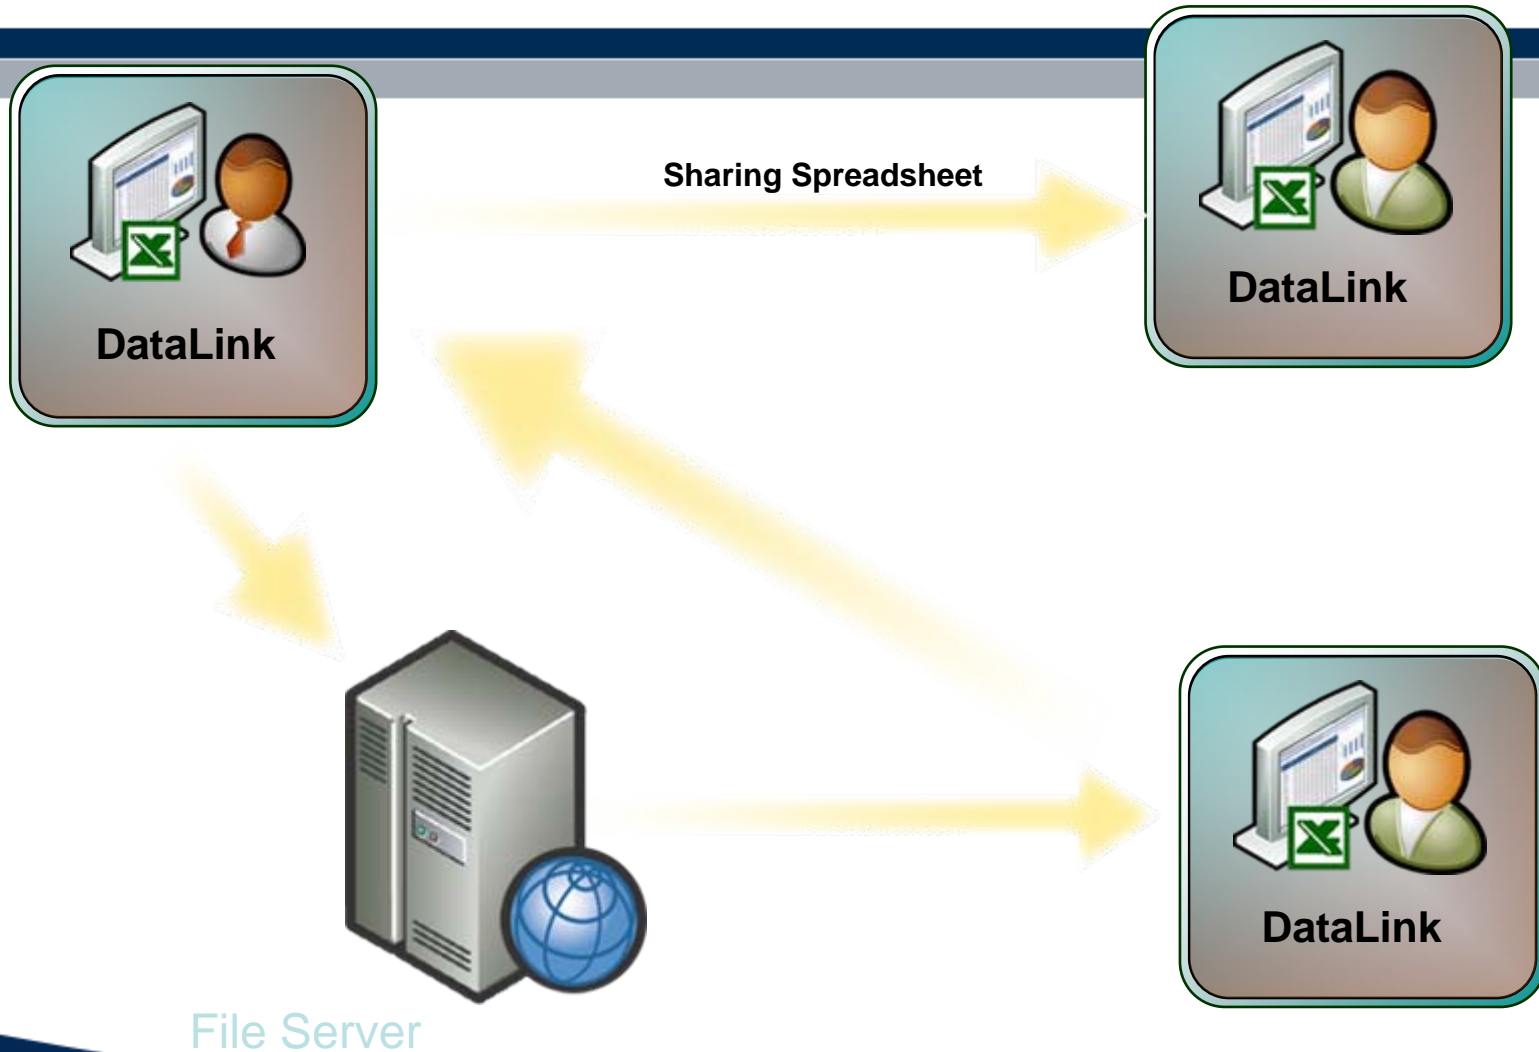 Sharing Spreadsheet
DataLink
DataLink
DataLink
File Server